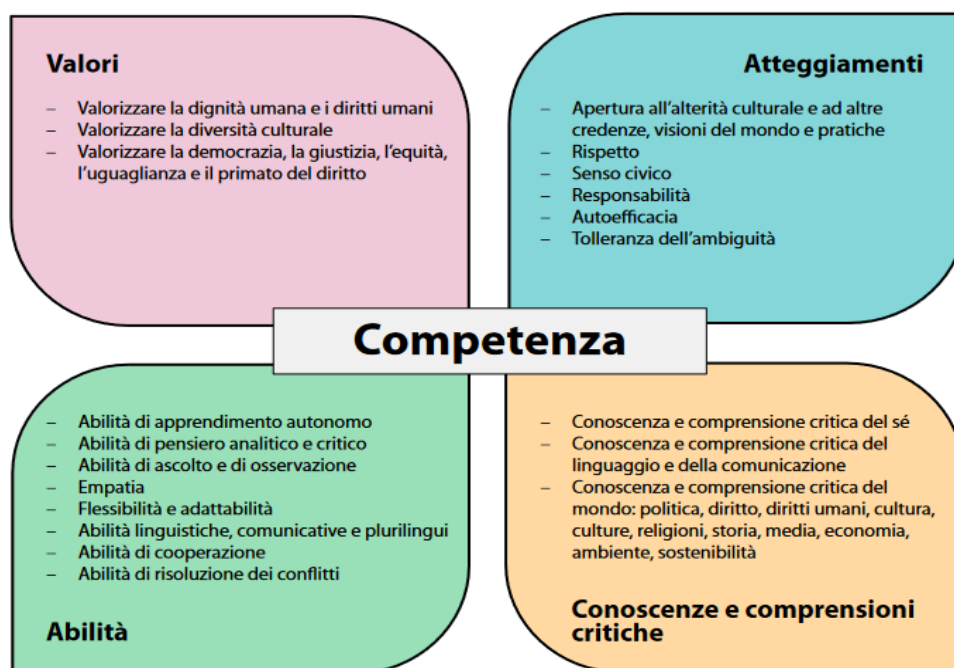 Valori
– Valorizzare la dignità umana e i diritti umani
– Valorizzare la diversità culturale
– Valorizzare la democrazia, la giustizia, l'equità,
l'uguaglianza e il primato del diritto
Atteggiamenti
– Apertura all'alterità culturale e ad altre
credenze, visioni del mondo e pratiche
– Rispetto
– Senso civico
– Responsabilità
– Autoefficacia
– Tolleranza dell'ambiguità
Competenza
– Abilità di apprendimento autonomo
– Abilità di pensiero analitico e critico
– Abilità di ascolto e di osservazione
– Empatia
– Flessibilità e adattabilità
– Abilità linguistiche, comunicative e plurilingui
– Abilità di cooperazione
– Abilità di risoluzione dei conflitti
Abilità
– Conoscenza e comprensione critica del sé
– Conoscenza e comprensione critica del
linguaggio e della comunicazione
– Conoscenza e comprensione critica del
mondo: politica, diritto, diritti umani, cultura,
culture, religioni, storia, media, economia,
ambiente, sostenibilità
Conoscenze e comprensioni
critiche